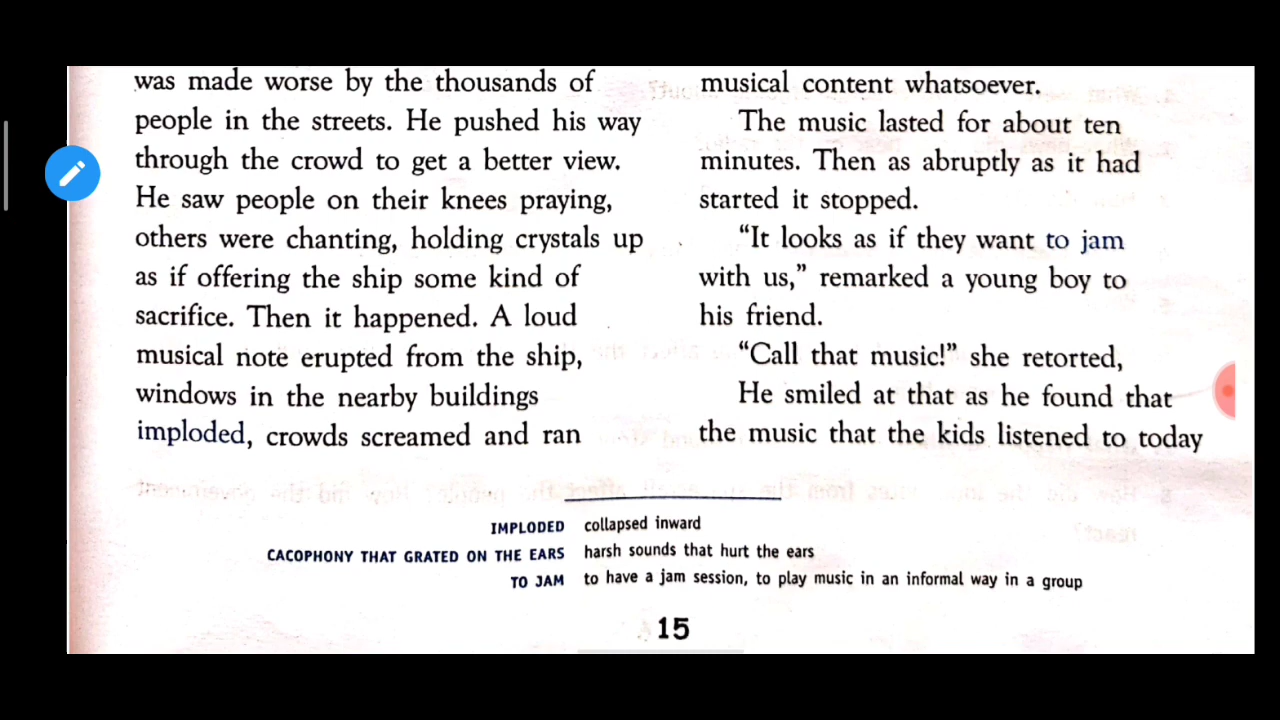 was made worse by the thousands of
people in the streets. He pushed his way
through the crowd to get a better view.
He saw people on their knees praying,
others were chanting, holding crystals up
as if offering the ship some kind of
sacrifice. Then it happened. A loud
musical note erupted from the ship,
windows in the nearby buildings
imploded, crowds screamed and ran
musical content whatsoever.
The music lasted for about ten
minutes. Then as abruptly as it had
started it stopped.
“It looks as if they want to jam
with us,” remarked a young boy to
his friend.
“Call that music!” she retorted,
He smiled at that as he found that
the music that the kids listened to today
IMPLODED collapsed inward
CACOPHONY THAT GRATED ON THE EARS harsh sounds that hurt the ears
TO JAM to have a jam session, to play music in an informal way in a group
15